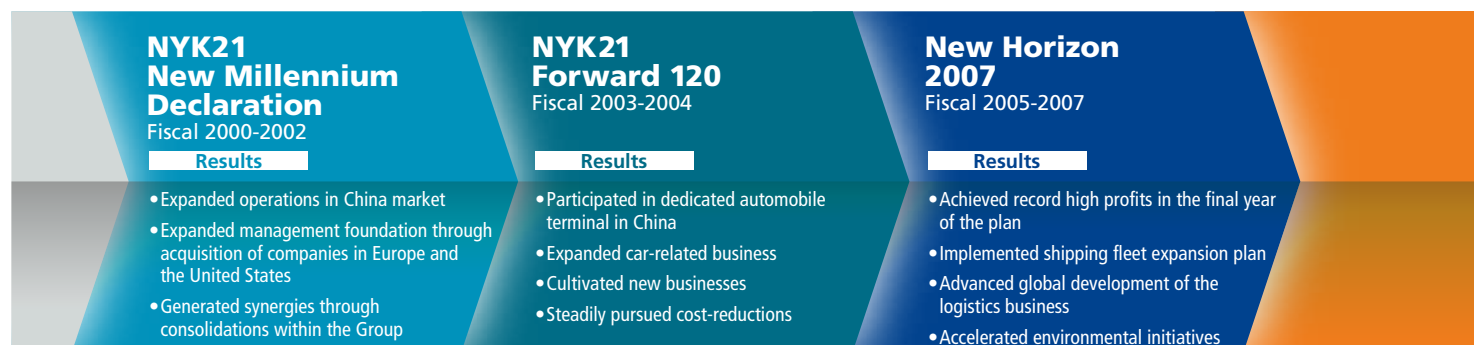 NYK21
New Millennium
Declaration
Fiscal 2000-2002
Results
•Expanded operations in China market
•Expanded management foundation through
acquisition of companies in Europe and
the United States
•Generated synergies through
consolidations within the Group
NYK21
Forward 120
Fiscal 2003-2004
Results
•Participated in dedicated automobile
terminal in China
•Expanded car-related business
•Cultivated new businesses
•Steadily pursued cost-reductions
New Horizon
2007
Fiscal 2005-2007
Results
•Achieved record high profits in the final year
of the plan
•Implemented shipping fleet expansion plan
•Advanced global development of the
logistics business
•Accelerated environmental initiatives